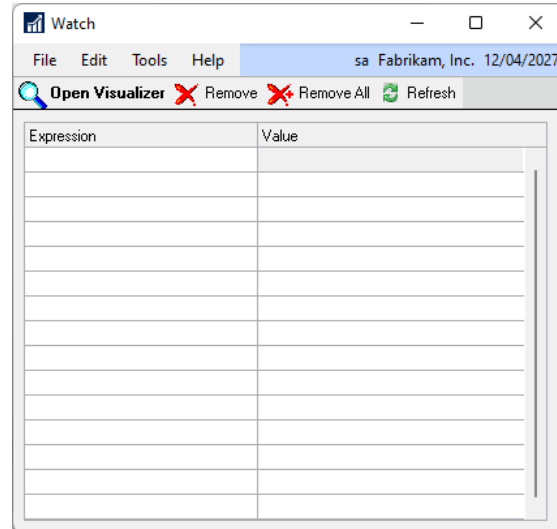 Watch
File Edit Tools Help sa Fabrikam, Inc. 12/04/2027
Open Visualizer Remove Remove All Refresh
Expression Value